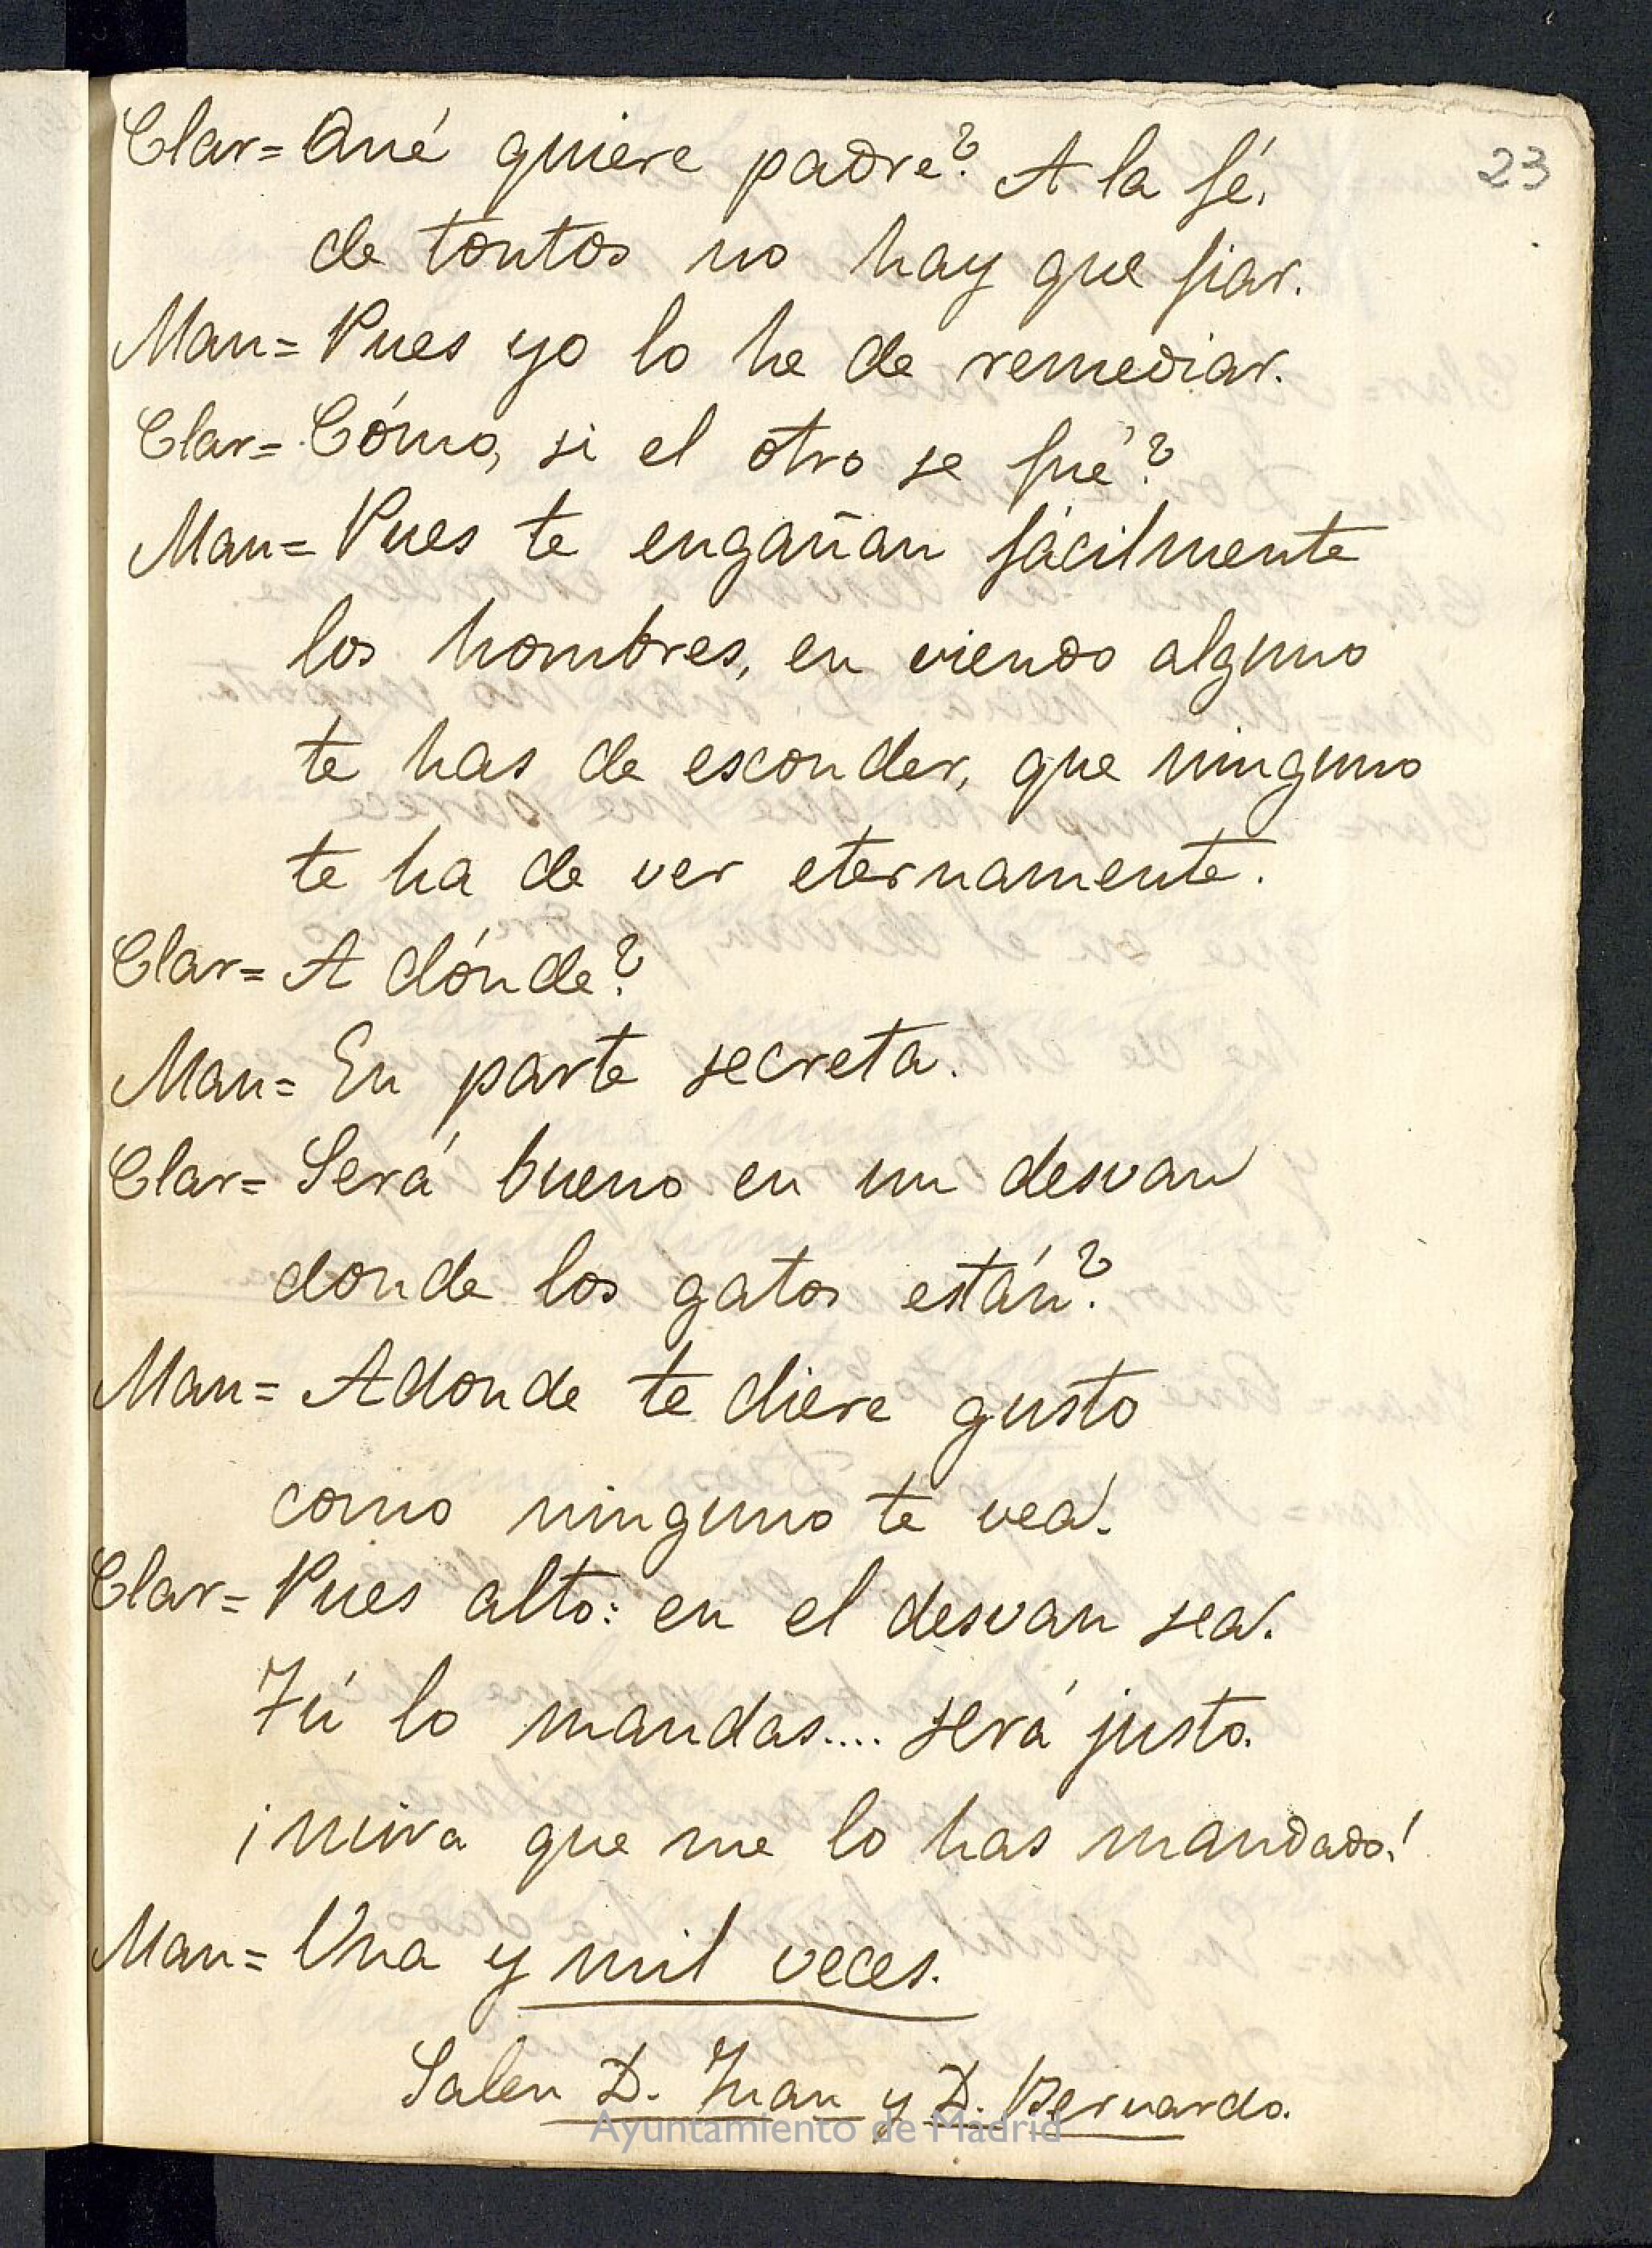 23
Clar= Qué quiere padre? A la fé,
de tontos no hay que fiar.
Man= Pues yo lo he de remediar.
Clar= Cómo, si el otro se fué?
Man= Pues te engañan fácilmente
los hombres, en viendo alguno
te has de esconder, que ninguno
te ha de ver eternamente.
Clar= A dónde?
Man= En parte secreta.
Clar= Será bueno en un desvan
donde los gatos están?
Man= Adonde te diere gusto
como ninguno te vea.
Clar= Pues alto: en el desvan sea.
Tú lo mandas.... será justo.
¡mira que me lo has mandado!
Man= Una y mil veces.
Salen D. Juan y D. Bernardo.
Ayuntamiento de Madrid